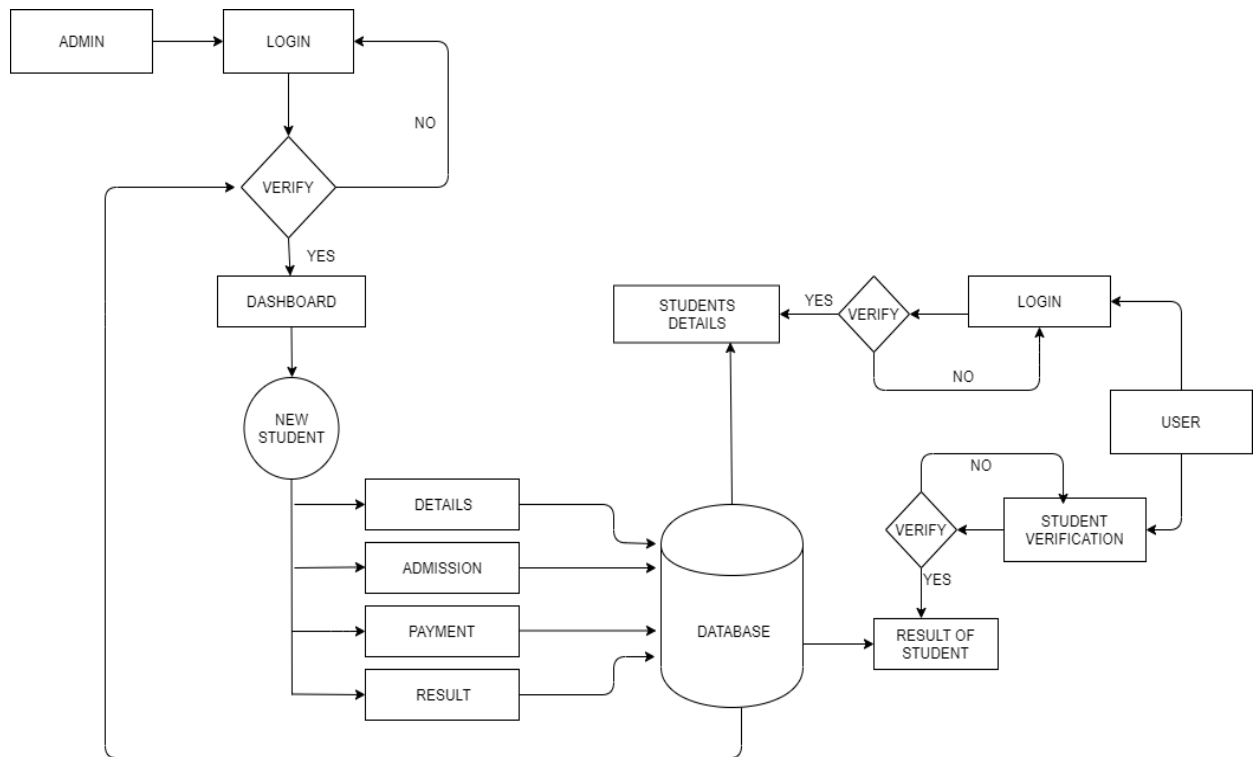 ADMIN
LOGIN
NO
VERIFY
YES
DASHBOARD
STUDENTS
DETAILS
YES
VERIFY
LOGIN
NO
NEW
STUDENT
USER
NO
DETAILS
VERIFY
STUDENT
VERIFICATION
ADMISSION
YES
PAYMENT
DATABASE
RESULT OF
STUDENT
RESULT